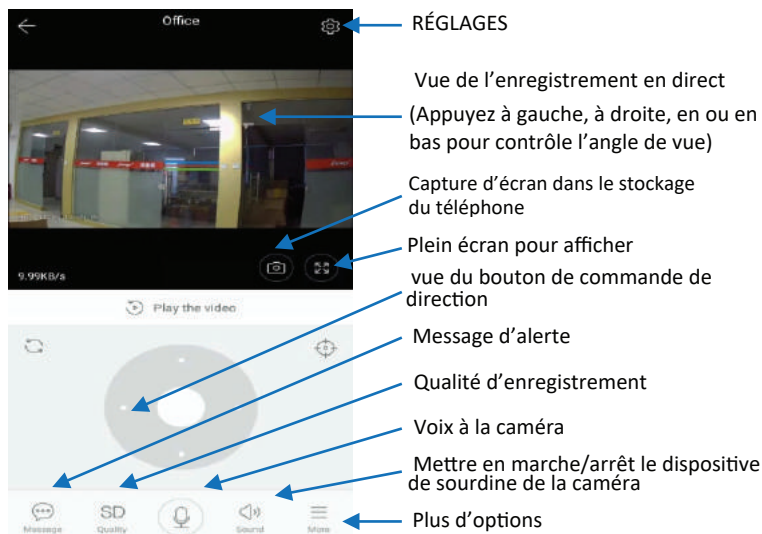 Office
RÉGLAGES
Vue de l’enregistrement en direct
(Appuyez à gauche, à droite, en ou en
bas pour contrôle l’angle de vue)
Capture d’écran dans le stockage
du téléphone
Plein écran pour afficher
9.99KB/s
vue du bouton de commande de
direction
Play the video
Message d’alerte
Qualité d’enregistrement
Voix à la caméra
Mettre en marche/arrêt le dispositive
de sourdine de la caméra
SD
Message
Quality
Sound
More
Plus d’options